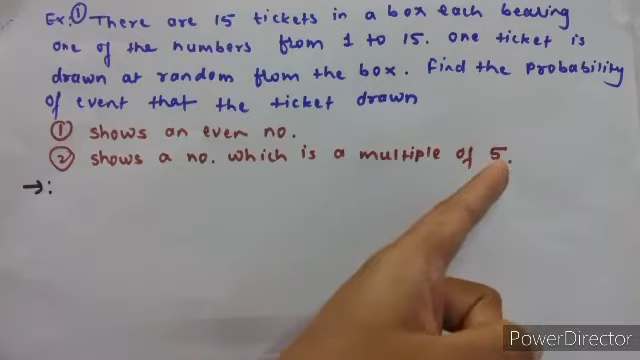 Ex:① There are 15 tickets in a box each bearing
one of the numbers from 1 to 15. one ticket is
drawn at random from the box. Find the probability
of event that the ticket drawn
① shows an even no.
② shows a no. which is a multiple of 5.
→:
PowerDirector